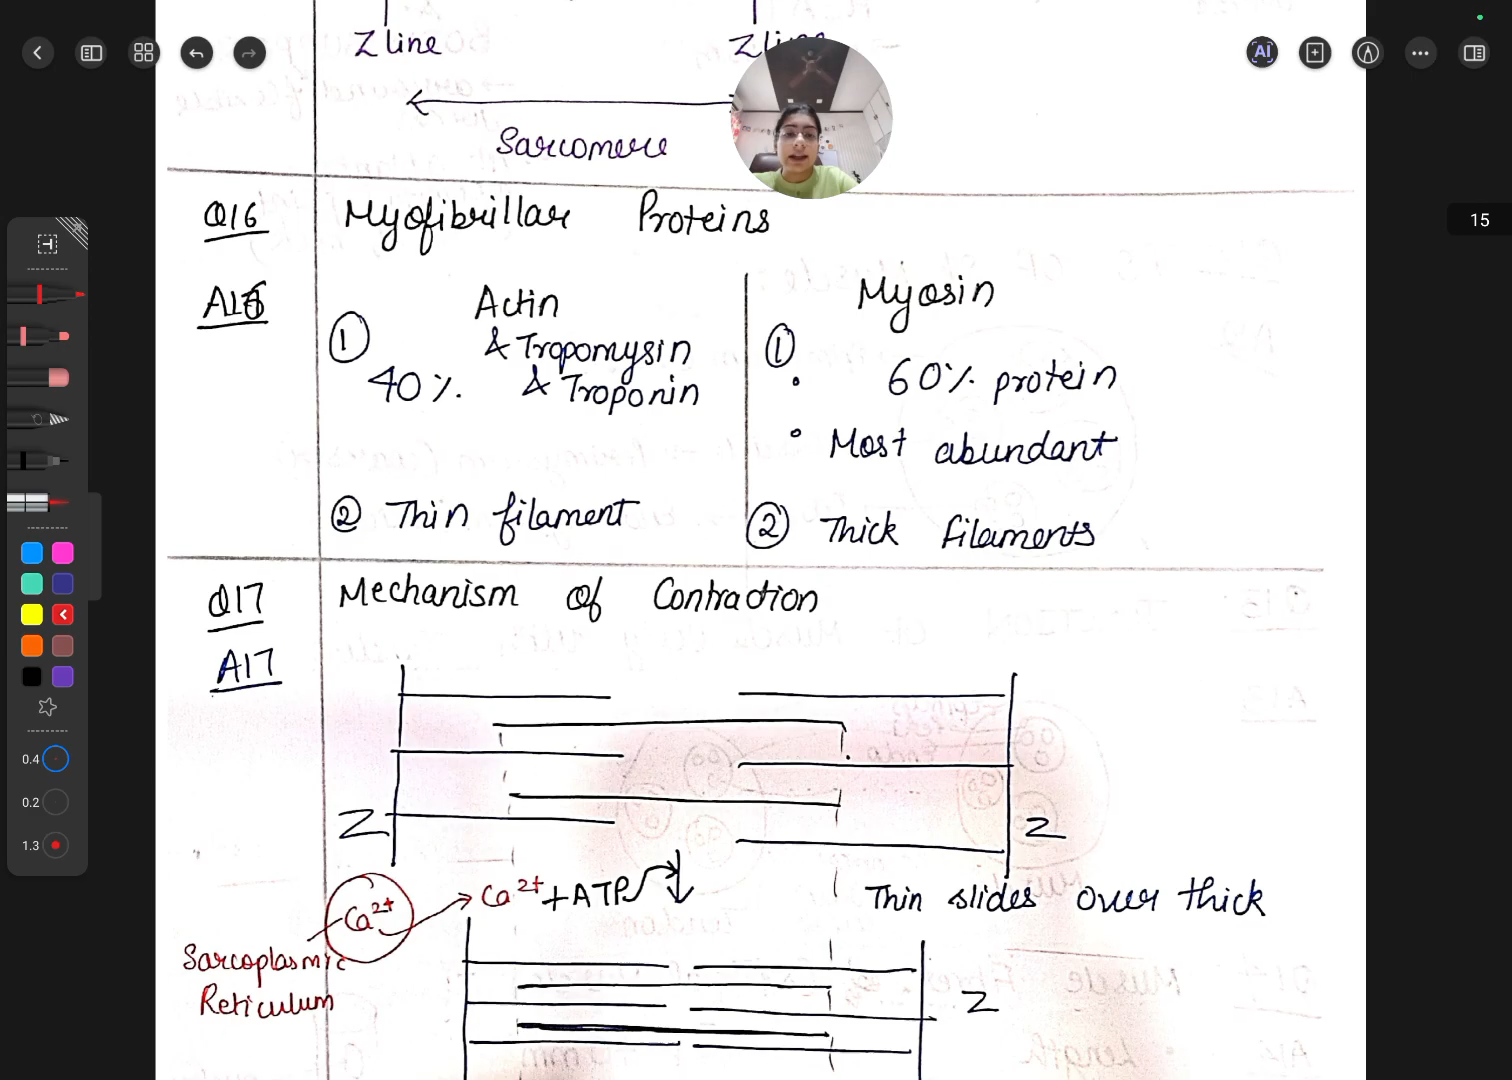 Z line
Z line
Sarcomere
Q16 Myofibrillar Proteins
A16
Actin
& Tropomysin
& Troponin
1
40%.
Myosin
1
60% protein
Most abundant
2 Thin filament
2 Thick Filaments
Q17 Mechanism of Contraction
A17
Z
Z
Ca2+
Ca2+ + ATP
Thin slides over thick
Sarcoplasmic
Reticulum
Z
AI
15
0.4
0.2
1.3